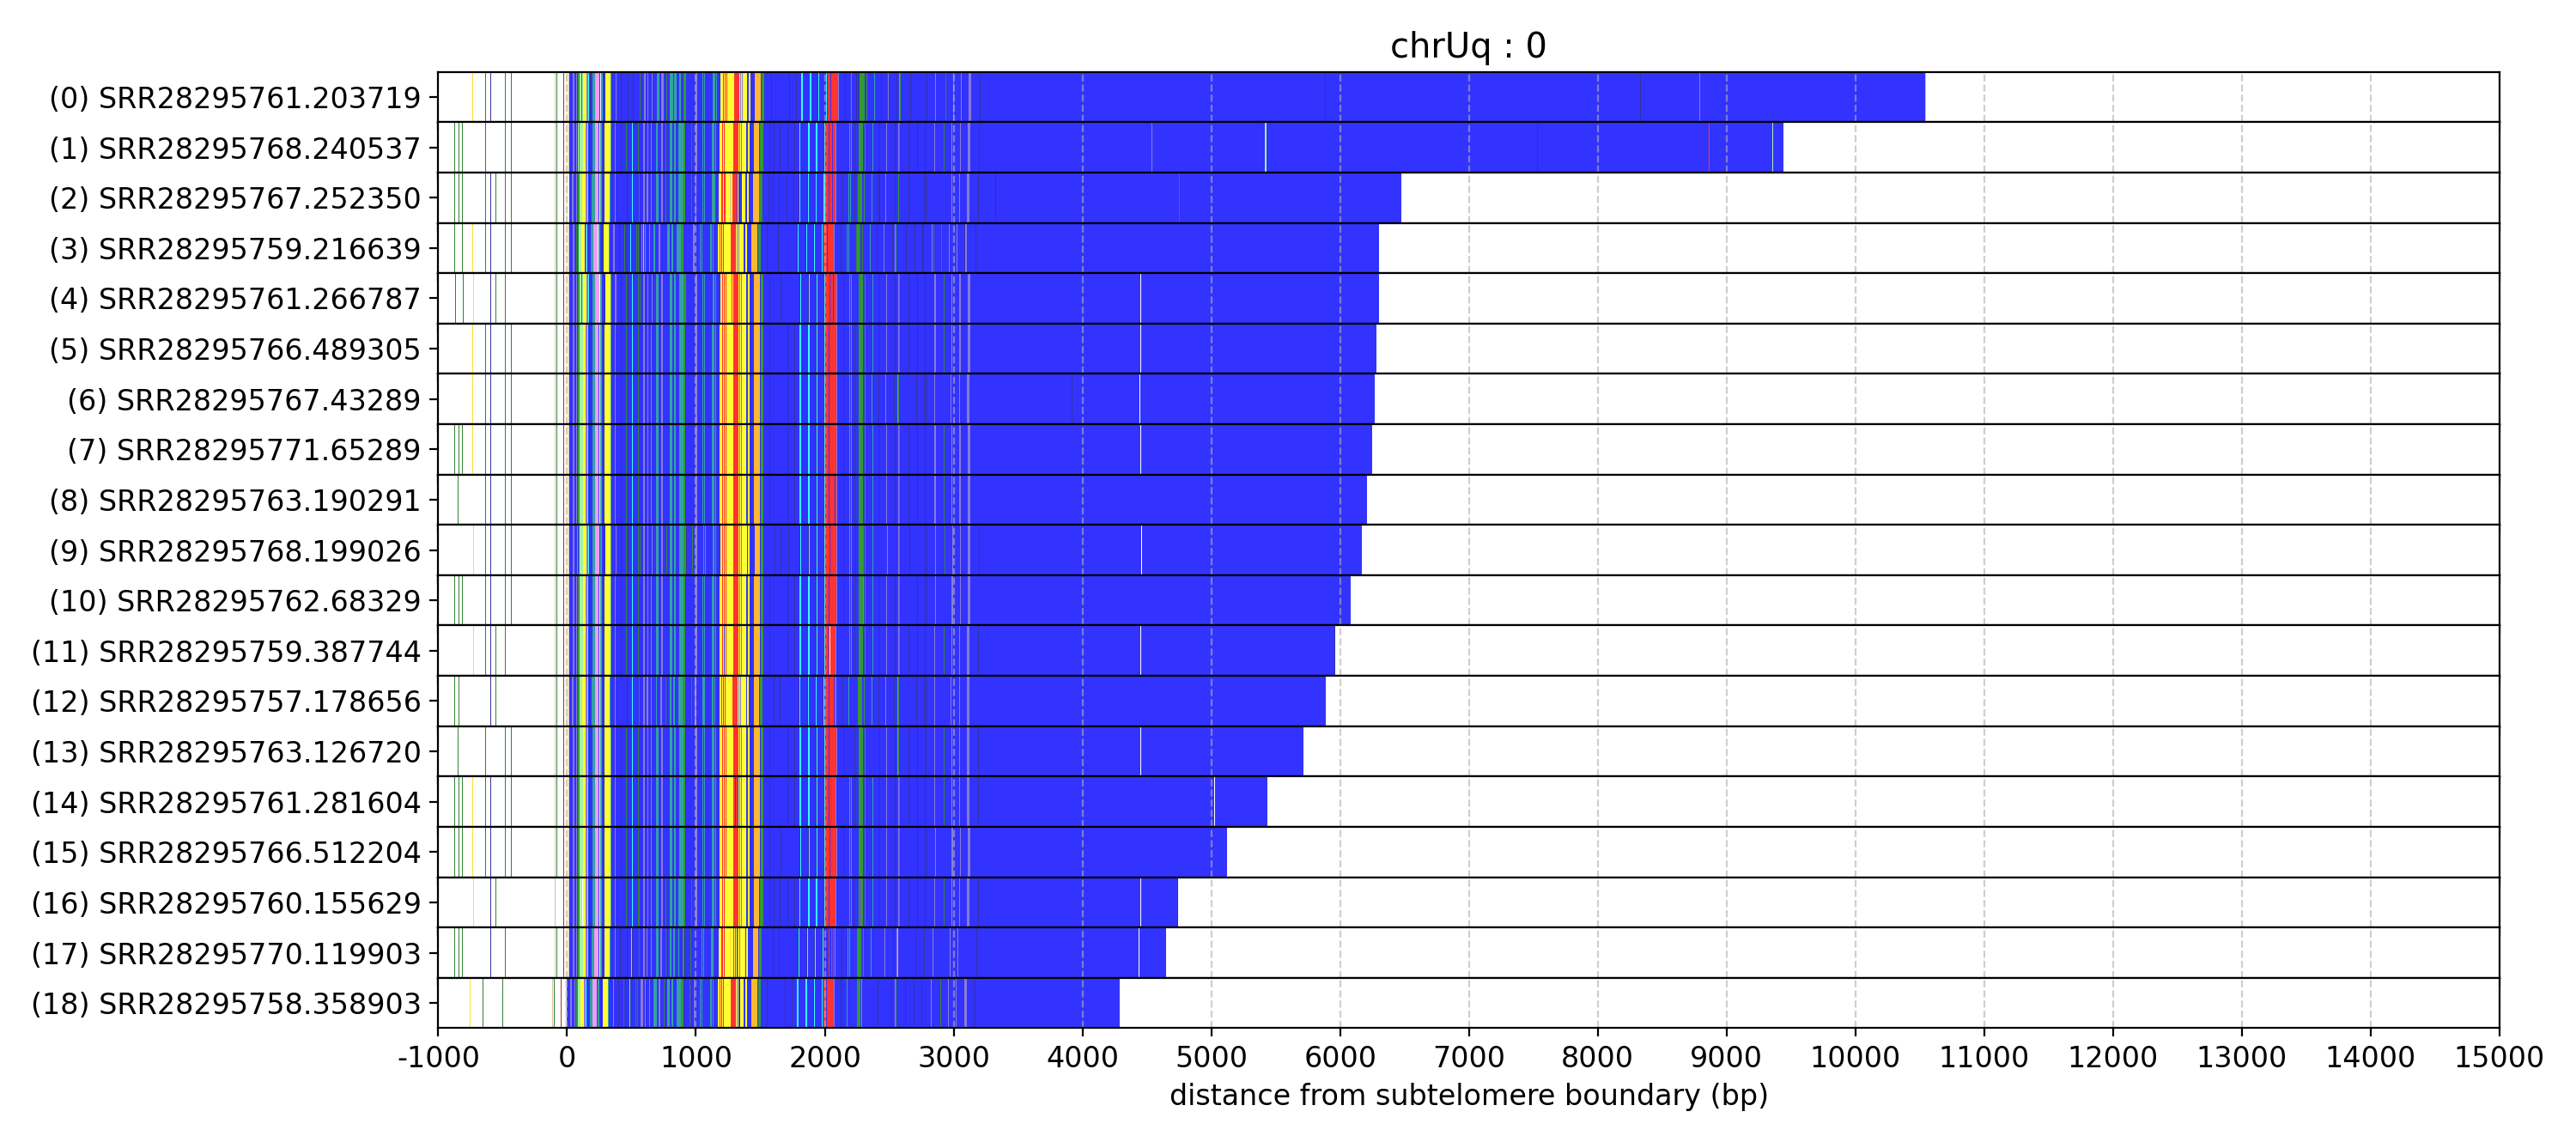 chrUq : 0
(0) SRR28295761.203719
(1) SRR28295768.240537
(2) SRR28295767.252350
(3) SRR28295759.216639
(4) SRR28295761.266787
(5) SRR28295766.489305
(6) SRR28295767.43289
(7) SRR28295771.65289
(8) SRR28295763.190291
(9) SRR28295768.199026
(10) SRR28295762.68329
(11) SRR28295759.387744
(12) SRR28295757.178656
(13) SRR28295763.126720
(14) SRR28295761.281604
(15) SRR28295766.512204
(16) SRR28295760.155629
(17) SRR28295770.119903
(18) SRR28295758.358903
-1000 0 1000 2000 3000 4000 5000 6000 7000 8000 9000 10000 11000 12000 13000 14000 15000
distance from subtelomere boundary (bp)